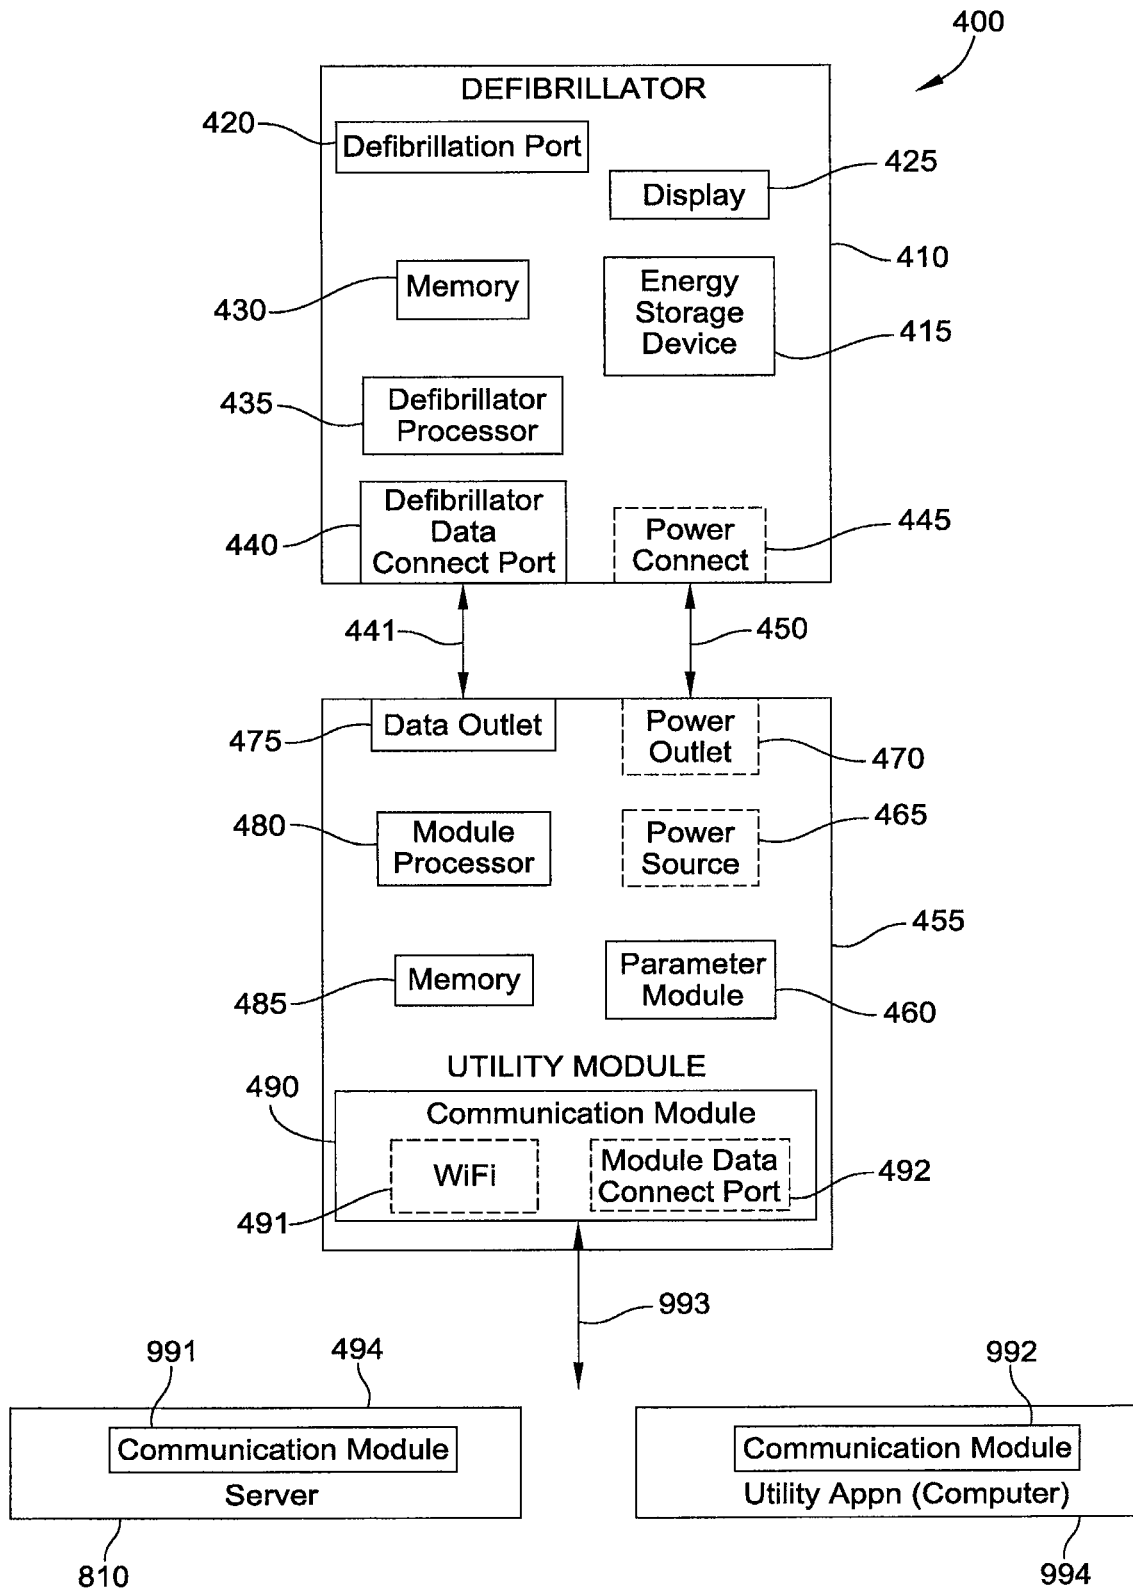 400
DEFIBRILLATOR
420
Defibrillation Port
425
Display
410
430
Memory
Energy
Storage
Device
415
435
Defibrillator
Processor
440
Defibrillator
Data
Connect Port
Power
Connect
445
441
450
475
Data Outlet
Power
Outlet
470
480
Module
Processor
Power
Source
465
455
485
Memory
Parameter
Module
460
UTILITY MODULE
490
Communication Module
WiFi
491
Module Data
Connect Port
492
993
991
494
Communication Module
Server
810
992
Communication Module
Utility Appn (Computer)
994